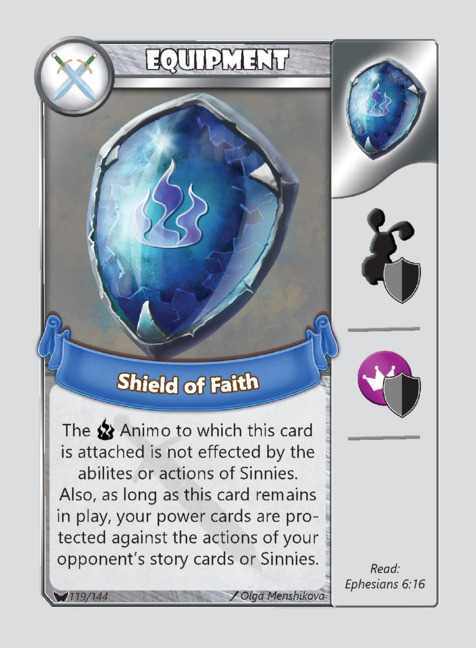 EQUIPMENT
Shield of Faith
The Animo to which this card
is attached is not effected by the
abilites or actions of Sinnies.
Also, as long as this card remains
in play, your power cards are pro-
tected against the actions of your
opponent's story cards or Sinnies.
119/144
Olga Menshikova
Read:
Ephesians 6:16